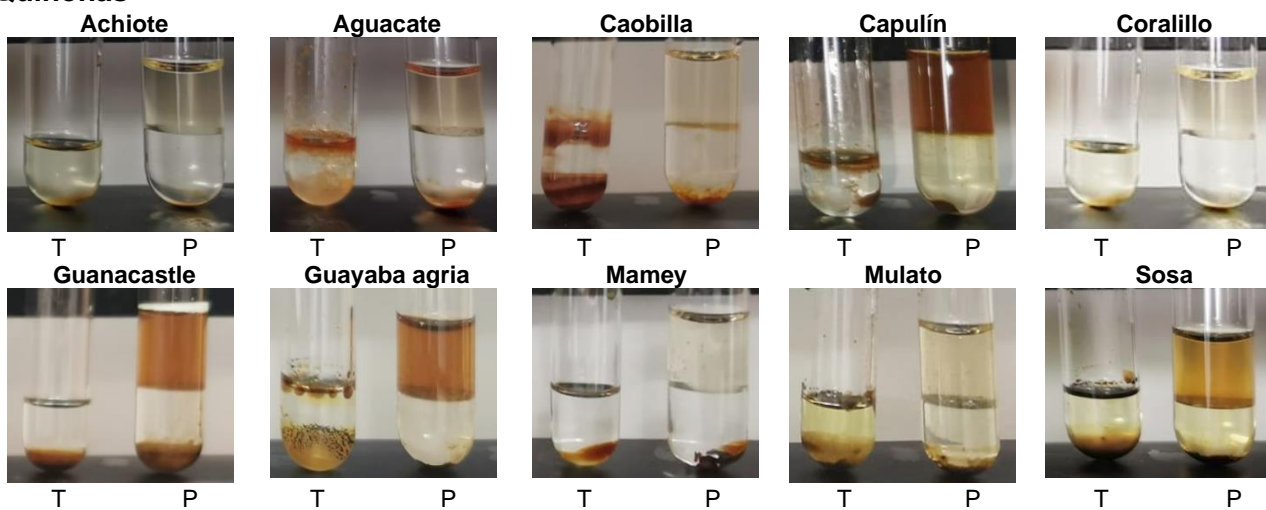 Achiote Aguacate Caobilla Capulín Coralillo
T P T P T P T P T P
Guanacastle Guayaba agria Mamey Mulato Sosa
T P T P T P T P T P